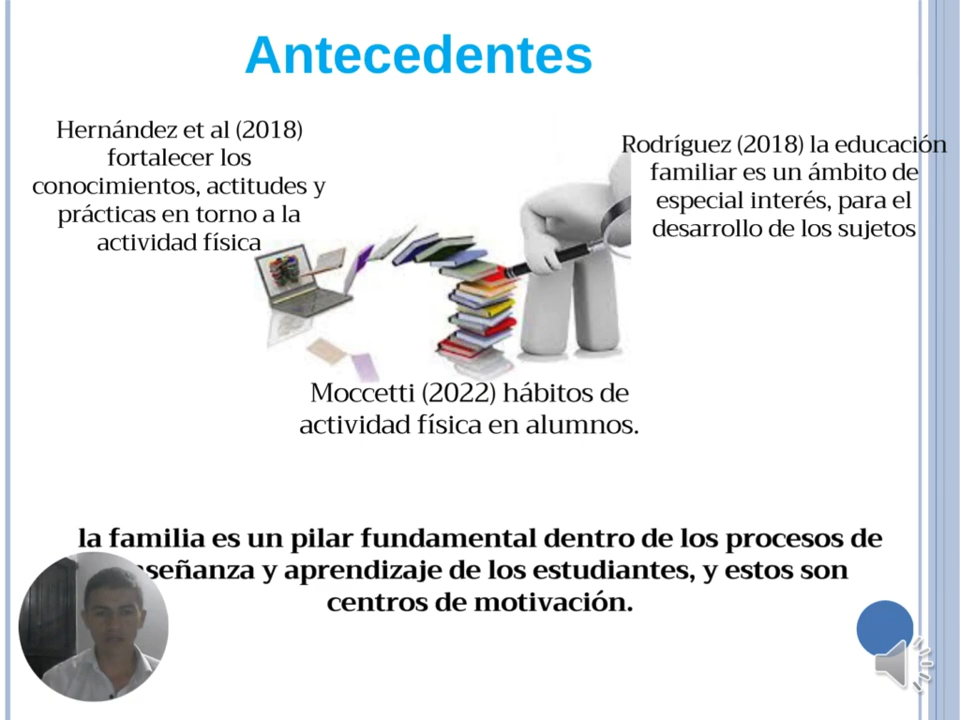 Antecedentes
Hernández et al (2018)
fortalecer los
conocimientos, actitudes y
prácticas en torno a la
actividad física
Rodríguez (2018) la educación
familiar es un ámbito de
especial interés, para el
desarrollo de los sujetos
Moccetti (2022) hábitos de
actividad física en alumnos.
la familia es un pilar fundamental dentro de los procesos de
señanza y aprendizaje de los estudiantes, y estos son
centros de motivación.